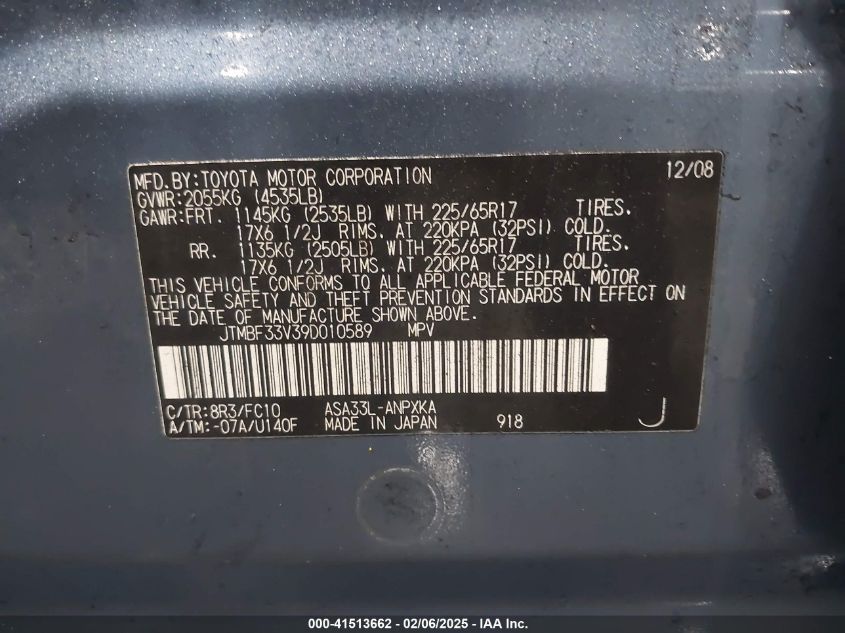 MFD.BY:TOYOTA MOTOR CORPORATION 12/08
GVWR:2055KG (4535LB)
GAWR:FRT. 1145KG (2535LB) WITH 225/65R17 TIRES.
17X6 1/2J RIMS. AT 220KPA (32PSI) COLD.
RR. 1135KG (2505LB) WITH 225/65R17 TIRES.
17X6 1/2J RIMS. AT 220KPA (32PSI) COLD.
THIS VEHICLE CONFORMS TO ALL APPLICABLE FEDERAL MOTOR
VEHICLE SAFETY AND THEFT PREVENTION STANDARDS IN EFFECT ON
THE DATE OF MANUFACTURE SHOWN ABOVE.
JTMBF33V39D010589 MPV
C/TR:8R3/FC10 ASA33L-ANPXKA
A/TM:-07A/U140F MADE IN JAPAN 918 J
000-41513662 - 02/06/2025 - IAA Inc.